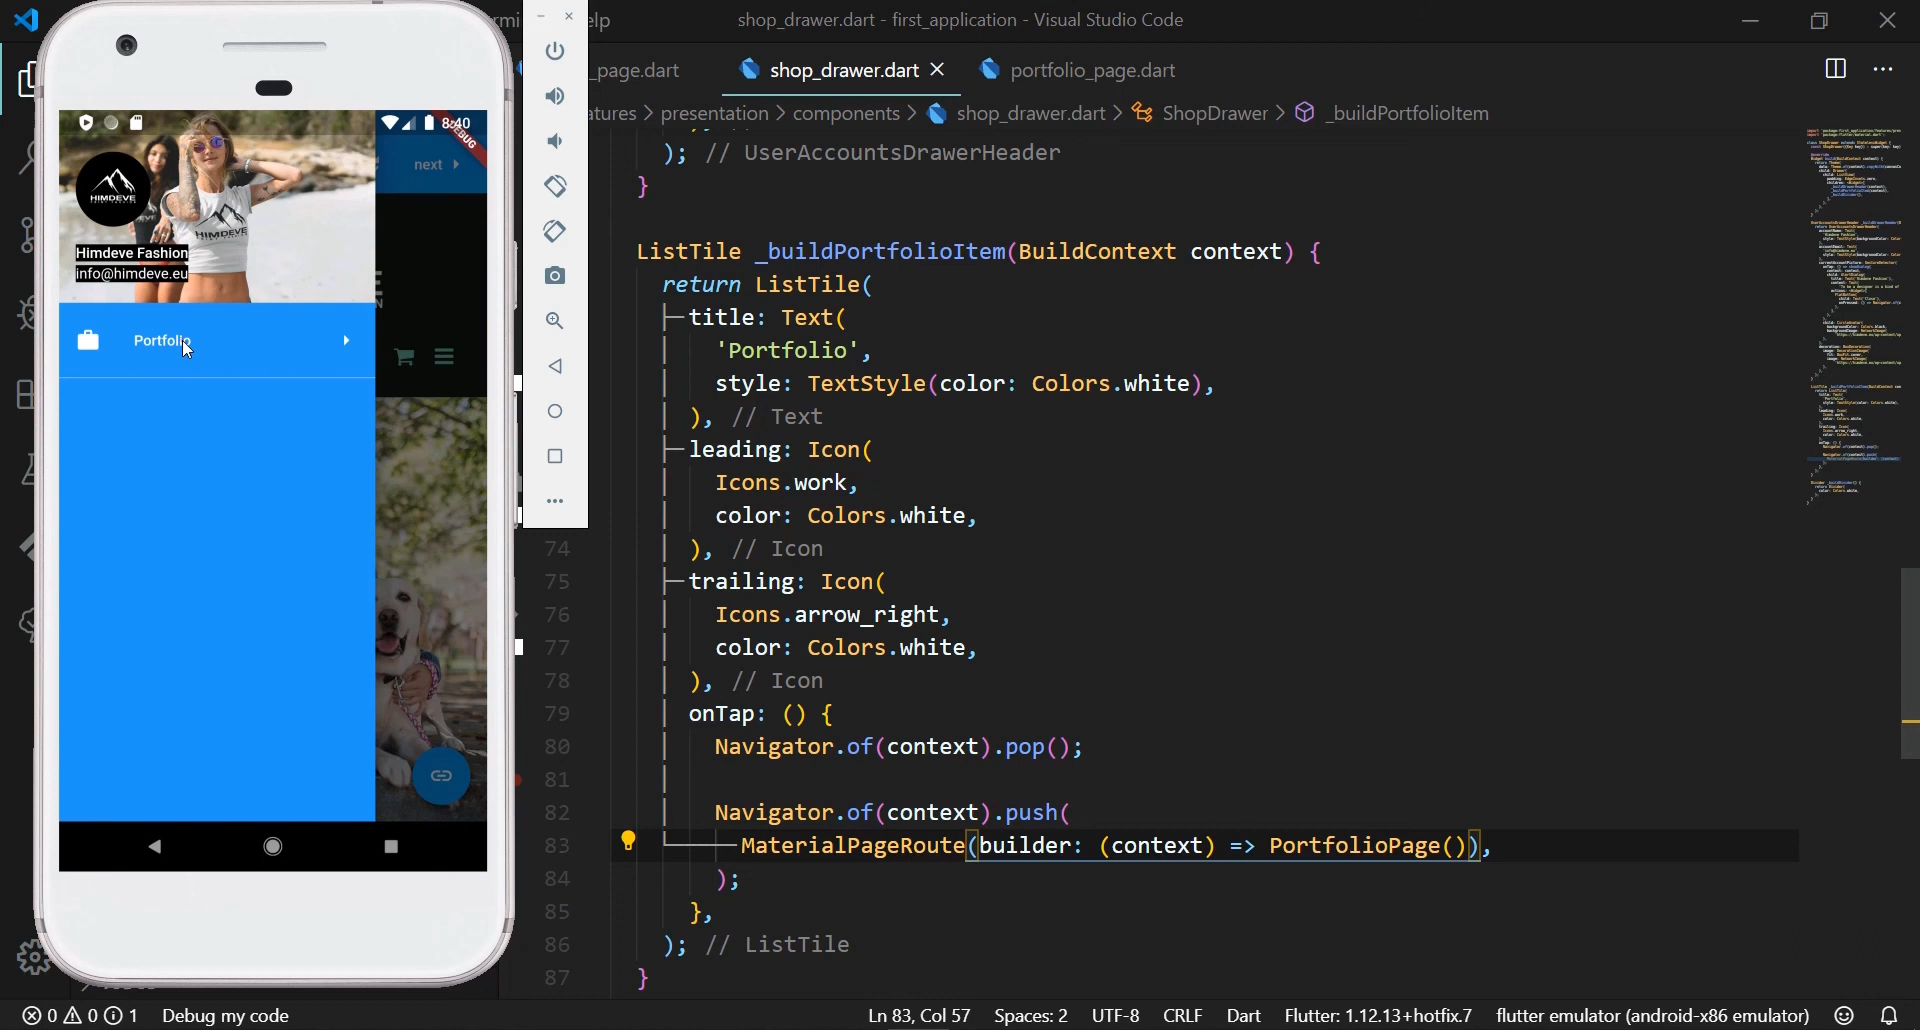 elp
shop_drawer.dart - first_application - Visual Studio Code
_page.dart
shop_drawer.dart
portfolio_page.dart
atures > presentation > components > shop_drawer.dart > ShopDrawer > _buildPortfolioItem
8:40
DEBUG
next
HIMDEVE
HIMDEVE
Himdeve Fashion
info@himdeve.eu
Portfolio
); // UserAccountsDrawerHeader
}
ListTile _buildPortfolioItem(BuildContext context) {
return ListTile(
title: Text(
'Portfolio',
style: TextStyle(color: Colors.white),
), // Text
leading: Icon(
Icons.work,
color: Colors.white,
74 ), // Icon
75 trailing: Icon(
76 Icons.arrow_right,
77 color: Colors.white,
78 ), // Icon
79 onTap: () {
80 Navigator.of(context).pop();
81
82 Navigator.of(context).push(
83 MaterialPageRoute(builder: (context) => PortfolioPage()),
84 );
85 },
86 ); // ListTile
87 }
0 0 1 Debug my code
Ln 83, Col 57 Spaces: 2 UTF-8 CRLF Dart Flutter: 1.12.13+hotfix.7 flutter emulator (android-x86 emulator)